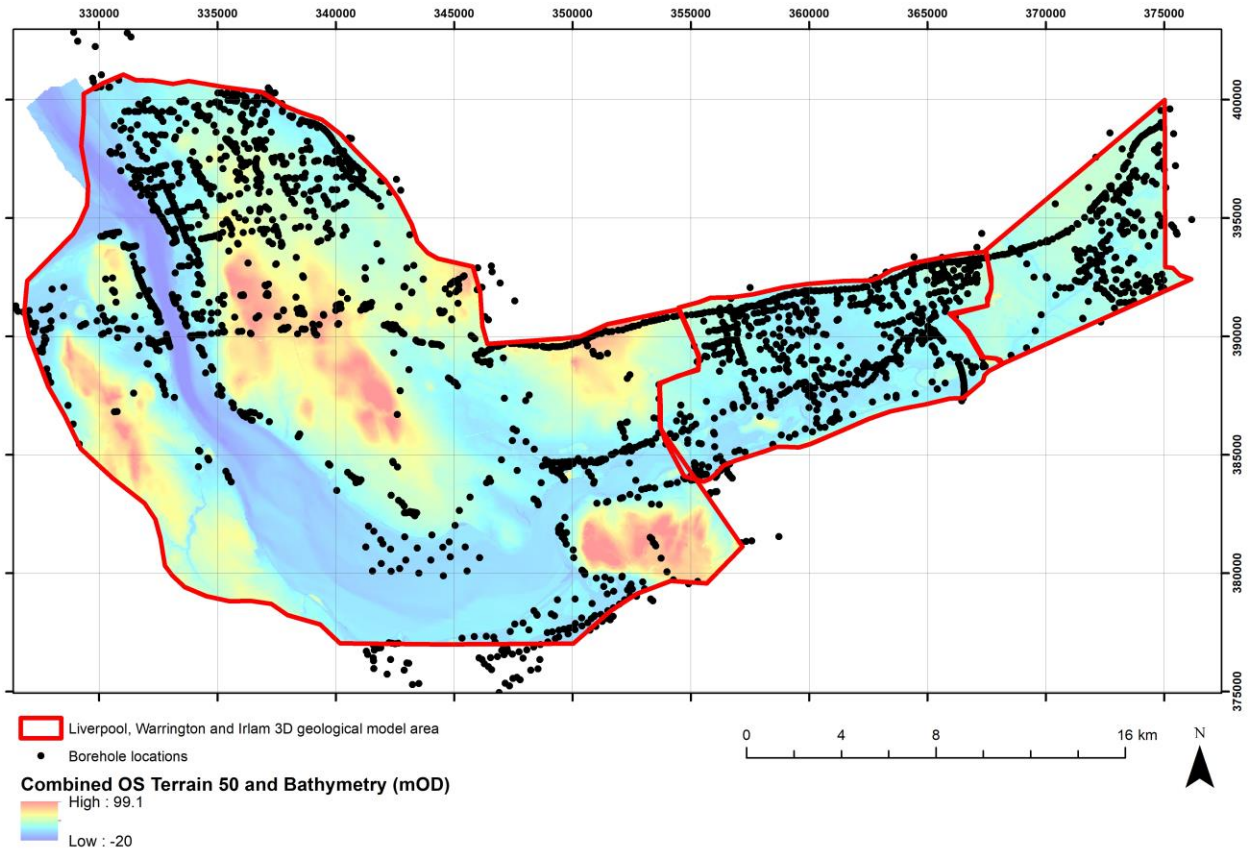 330000 335000 340000 345000 350000 355000 360000 365000 370000 375000
400000
395000
390000
385000
380000
375000
Liverpool, Warrington and Irlam 3D geological model area
Borehole locations
Combined OS Terrain 50 and Bathymetry (mOD)
High : 99.1
Low : -20
0 4 8 16 km
N